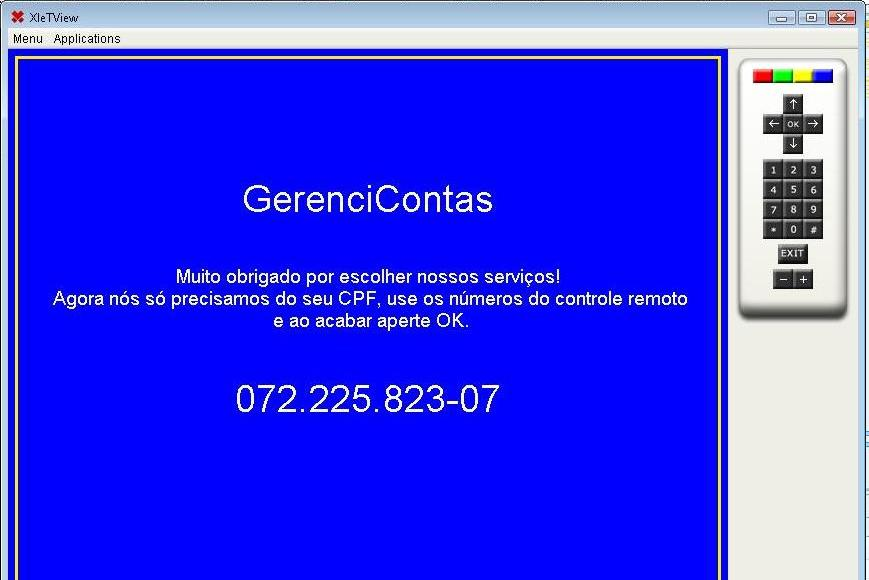 XleTView
Menu Applications
GerenciContas
Muito obrigado por escolher nossos serviços!
Agora nós só precisamos do seu CPF, use os números do controle remoto
e ao acabar aperte OK.
072.225.823-07
↑
← OK →
↓
1 2 3
4 5 6
7 8 9
* 0 #
EXIT
− +